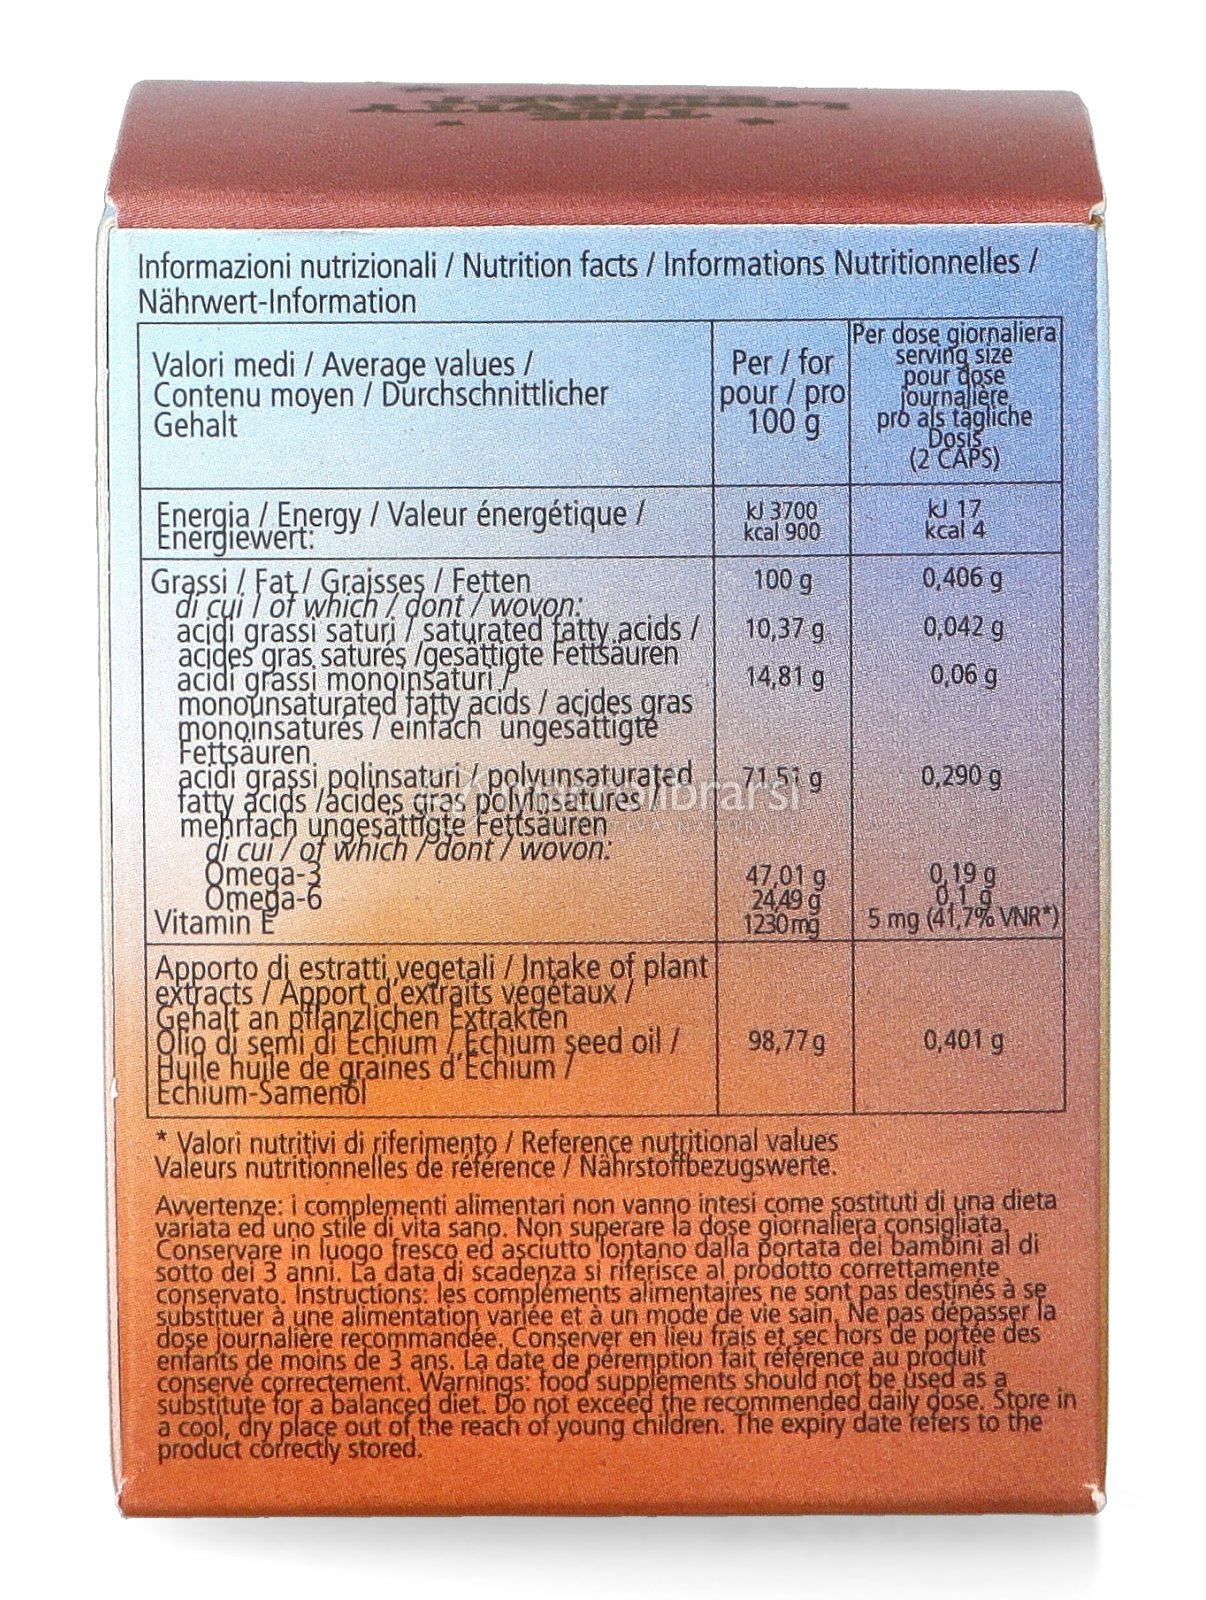 Informazioni nutrizionali / Nutrition facts / Informations Nutritionnelles /
Nährwert-Information
Valori medi / Average values /
Contenu moyen / Durchschnittlicher
Gehalt
Per / for
pour / pro
100 g
Per dose giornaliera
serving size
pour dose
journalière
pro als tägliche
Dosis
(2 CAPS)
Energia / Energy / Valeur énergétique /
Energiewert:
kJ 3700
kcal 900
kJ 17
kcal 4
Grassi / Fat / Graisses / Fetten 100 g 0,406 g
di cui / of which / dont / wovon:
acidi grassi saturi / saturated fatty acids / 10,37 g 0,042 g
acides gras saturés /gesättigte Fettsäuren
acidi grassi monoinsaturi / 14,81 g 0,06 g
monounsaturated fatty acids / acides gras
monoinsaturés / einfach ungesättigte
Fettsäuren
acidi grassi polinsaturi / polyunsaturated 71,51 g 0,290 g
fatty acids /acides gras polyinsaturés /
mehrfach ungesättigte Fettsäuren
di cui / of which / dont / wovon:
Omega-3 47,01 g 0,19 g
Omega-6 24,49 g 0,1 g
Vitamin E 1230 mg 5 mg (41,7% VNR*)
Apporto di estratti vegetali / Intake of plant
extracts / Apport d'extraits végétaux /
Gehalt an pflanzlichen Extrakten
Olio di semi di Echium / Echium seed oil / 98,77 g 0,401 g
Huile huile de graines d'Echium /
Echium-Samenöl
* Valori nutritivi di riferimento / Reference nutritional values
Valeurs nutritionnelles de référence / Nährstoffbezugswerte.
Avvertenze: i complementi alimentari non vanno intesi come sostituti di una dieta
variata ed uno stile di vita sano. Non superare la dose giornaliera consigliata.
Conservare in luogo fresco ed asciutto lontano dalla portata dei bambini al di
sotto dei 3 anni. La data di scadenza si riferisce al prodotto correttamente
conservato. Instructions: les compléments alimentaires ne sont pas destinés à se
substituer à une alimentation variée et à un mode de vie sain. Ne pas dépasser la
dose journalière recommandée. Conserver en lieu frais et sec hors de portée des
enfants de moins de 3 ans. La date de péremption fait référence au produit
conservé correctement. Warnings: food supplements should not be used as a
substitute for a balanced diet. Do not exceed the recommended daily dose. Store in
a cool, dry place out of the reach of young children. The expiry date refers to the
product correctly stored.